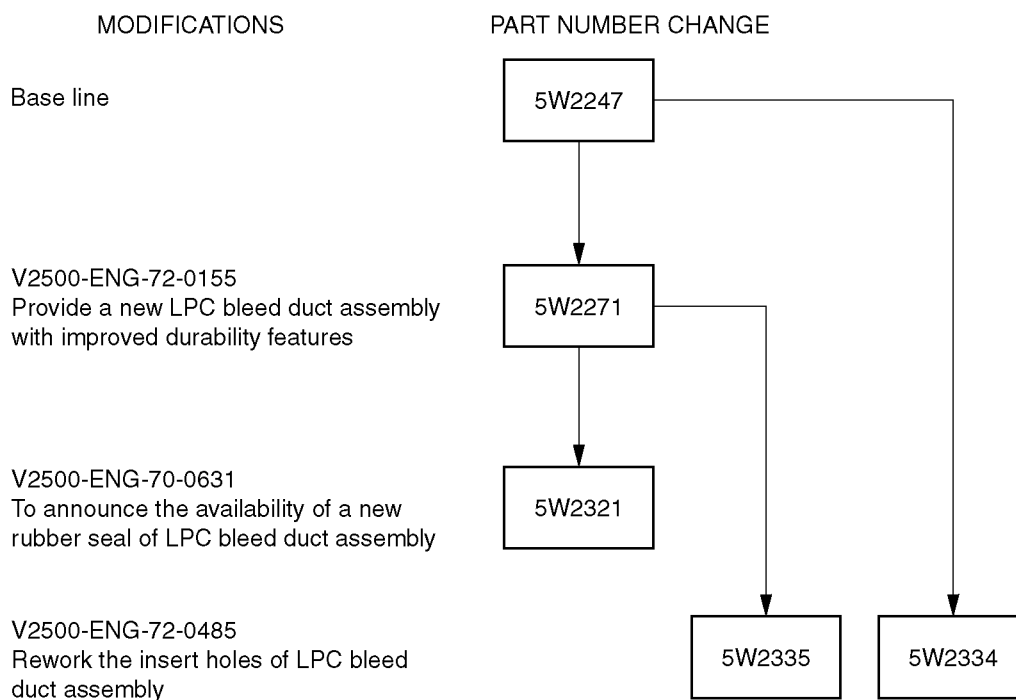 MODIFICATIONS
PART NUMBER CHANGE
Base line
5W2247
V2500-ENG-72-0155
Provide a new LPC bleed duct assembly
with improved durability features
5W2271
V2500-ENG-70-0631
To announce the availability of a new
rubber seal of LPC bleed duct assembly
5W2321
V2500-ENG-72-0485
Rework the insert holes of LPC bleed
duct assembly
5W2335
5W2334